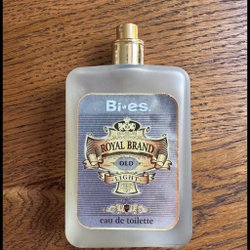 Bi-es.
ROYAL BRAND
OLD
LIGHT
eau de toilette